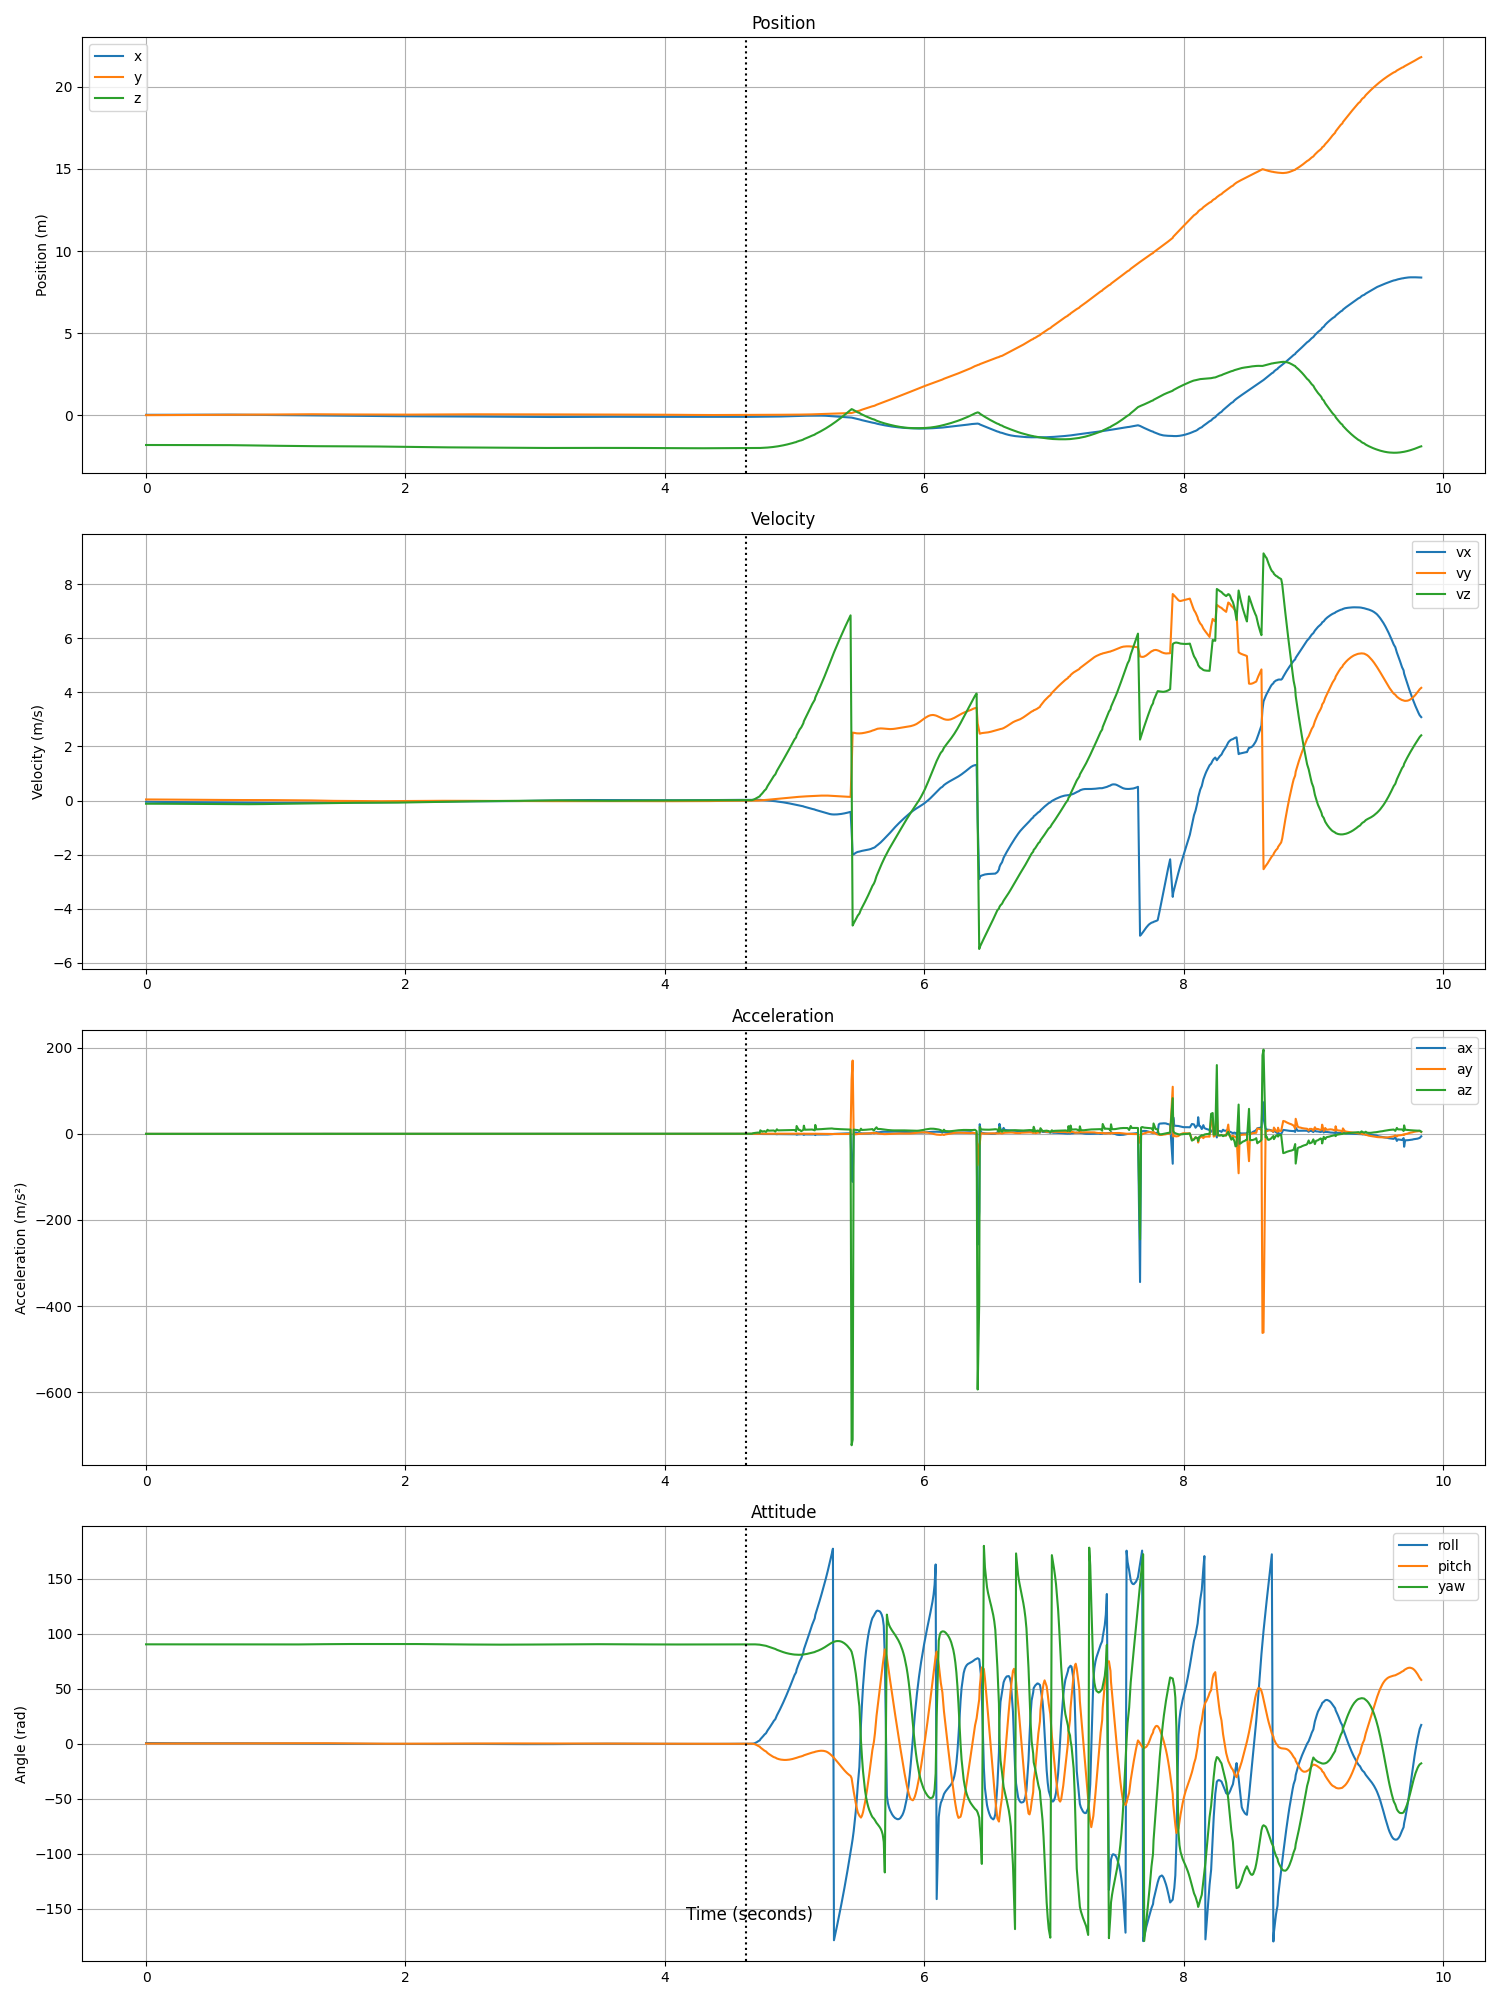 Position
x
y
z
Position (m)
20
15
10
5
0
0 2 4 6 8 10
Velocity
vx
vy
vz
Velocity (m/s)
8
6
4
2
0
−2
−4
−6
0 2 4 6 8 10
Acceleration
ax
ay
az
Acceleration (m/s²)
200
0
−200
−400
−600
0 2 4 6 8 10
Attitude
roll
pitch
yaw
Angle (rad)
150
100
50
0
−50
−100
−150
Time (seconds)
0 2 4 6 8 10